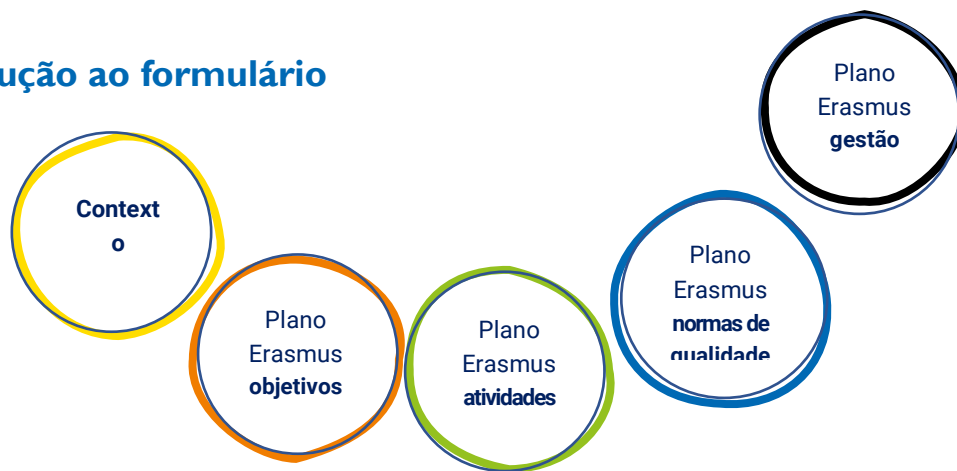 ução ao formulário
Plano
Erasmus
gestão
Context
o
Plano
Erasmus
objetivos
Plano
Erasmus
atividades
Plano
Erasmus
normas de
qualidade